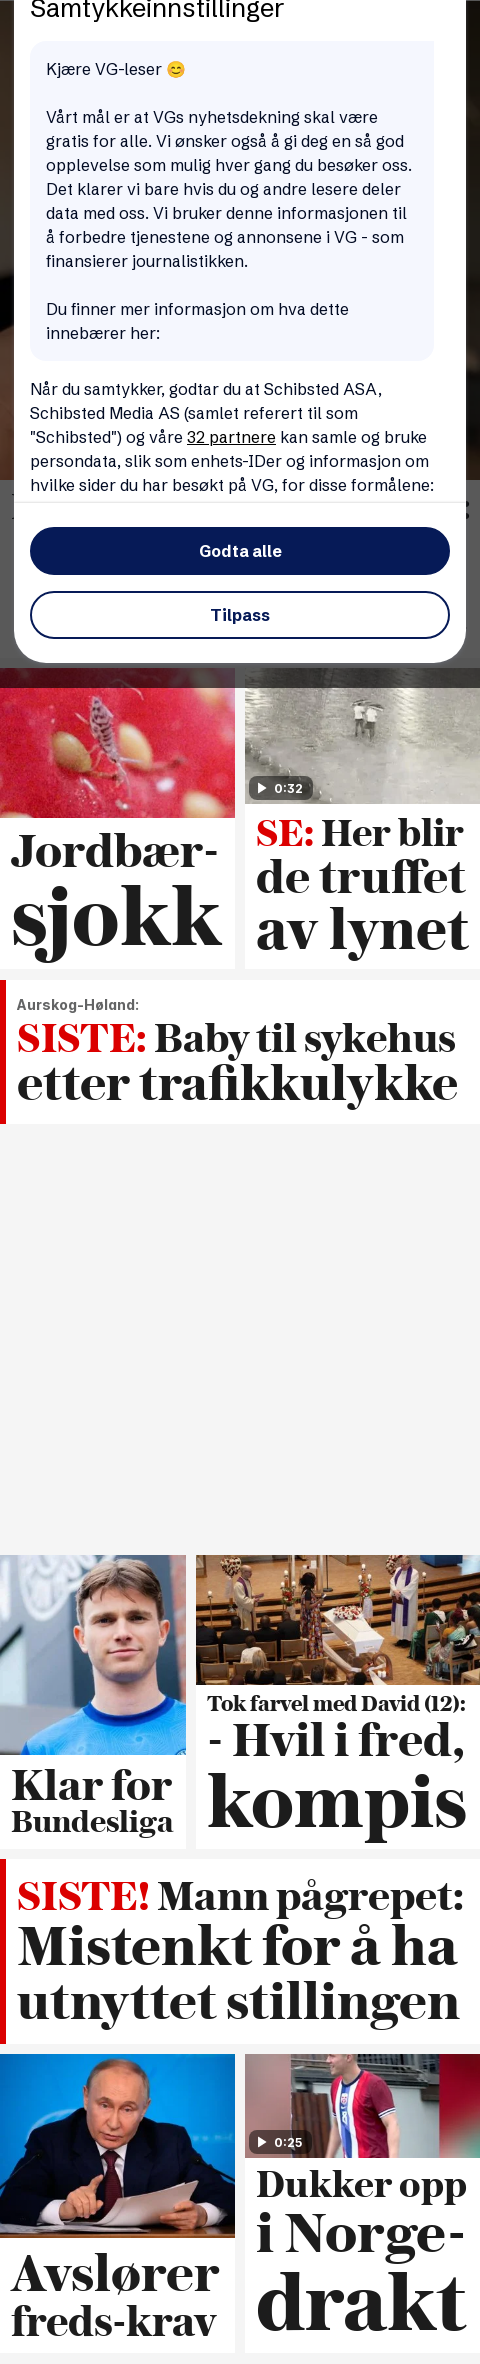 Samtykkeinnstillinger
Kjære VG-leser 😊
Vårt mål er at VGs nyhetsdekning skal være
gratis for alle. Vi ønsker også å gi deg en så god
opplevelse som mulig hver gang du besøker oss.
Det klarer vi bare hvis du og andre lesere deler
data med oss. Vi bruker denne informasjonen til
å forbedre tjenestene og annonsene i VG - som
finansierer journalistikken.
Du finner mer informasjon om hva dette
innebærer her:
Når du samtykker, godtar du at Schibsted ASA,
Schibsted Media AS (samlet referert til som
"Schibsted") og våre 32 partnere kan samle og bruke
persondata, slik som enhets-IDer og informasjon om
hvilke sider du har besøkt på VG, for disse formålene:
Godta alle
Tilpass
Jordbær-
sjokk
0:32
SE: Her blir
de truffet
av lynet
Aurskog-Høland:
SISTE: Baby til sykehus
etter trafikkulykke
Klar for
Bundesliga
Tok farvel med David (12):
- Hvil i fred,
kompis
SISTE! Mann pågrepet:
Mistenkt for å ha
utnyttet stillingen
Avslører
freds-krav
0:25
Dukker opp
i Norge-
drakt